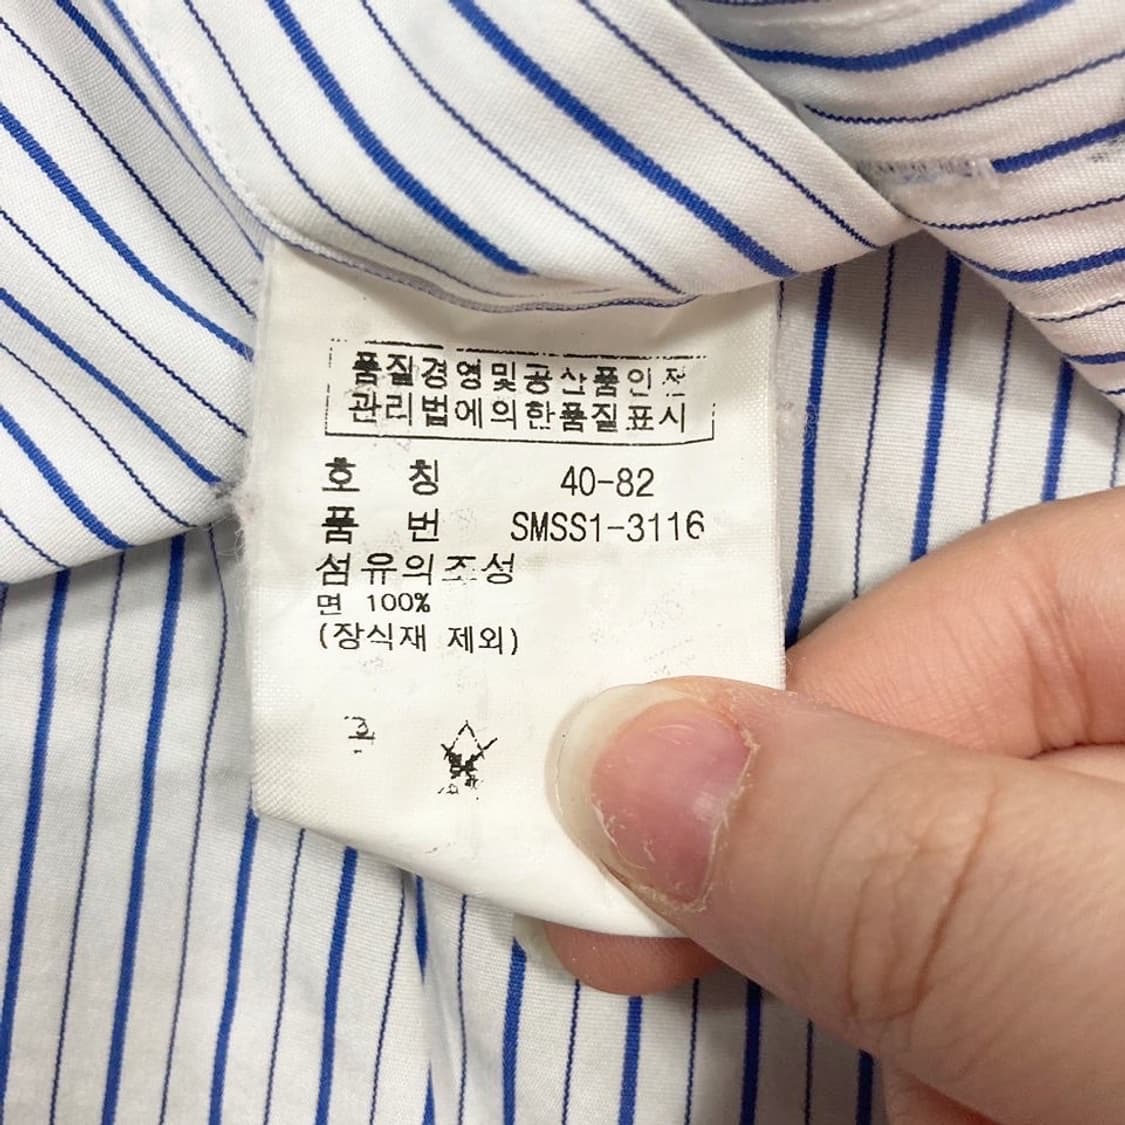 품질경영및공산품안전
관리법에의한품질표시
호 칭 40-82
품 번 SMSS1-3116
섬유의조성
면 100%
(장식재 제외)